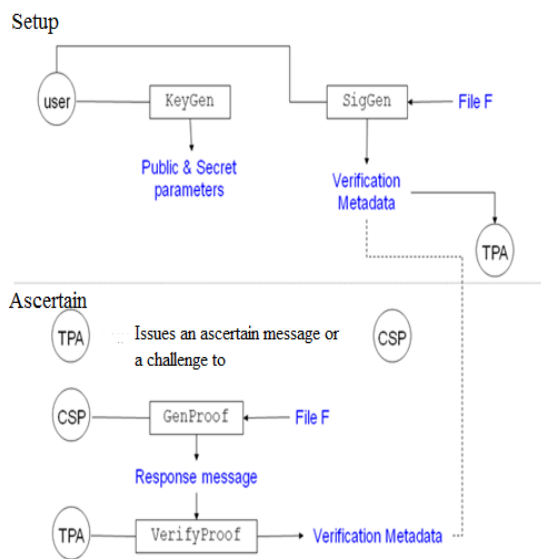 Setup
user
KeyGen
SigGen
File F
Public & Secret
parameters
Verification
Metadata
TPA
Ascertain
TPA
Issues an ascertain message or
a challenge to
CSP
CSP
GenProof
File F
Response message
TPA
VerifyProof
Verification Metadata